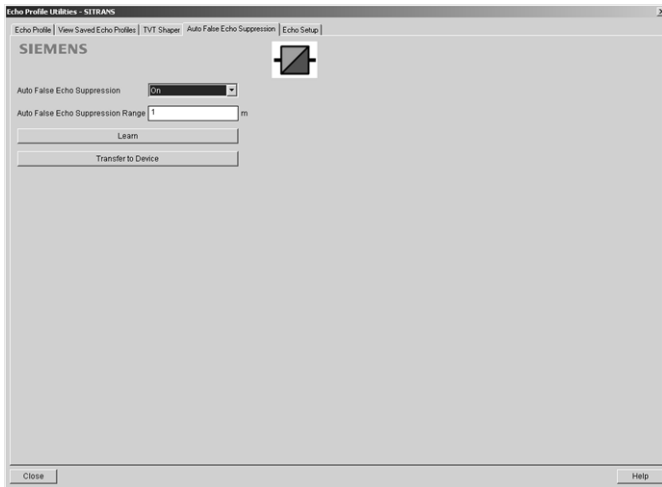 Echo Profile Utilities - SITRANS
Echo Profile View Saved Echo Profiles TVT Shaper Auto False Echo Suppression Echo Setup
SIEMENS
Auto False Echo Suppression On
Auto False Echo Suppression Range 1 m
Learn
Transfer to Device
Close Help